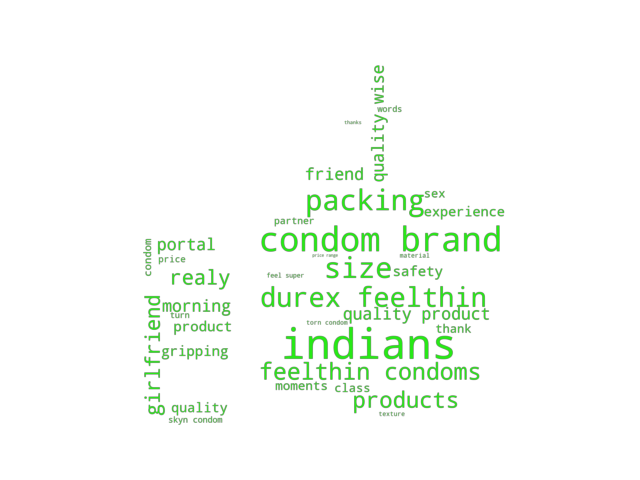 quality wise
words
thanks
friend
packing
sex
experience
partner
condom brand
condom
portal
price
price range
material
size
safety
feel super
realy
durex feelthin
girlfriend
morning
turn
quality product
product
torn condom
thank
indians
gripping
feelthin condoms
moments
class
products
quality
texture
skyn condom